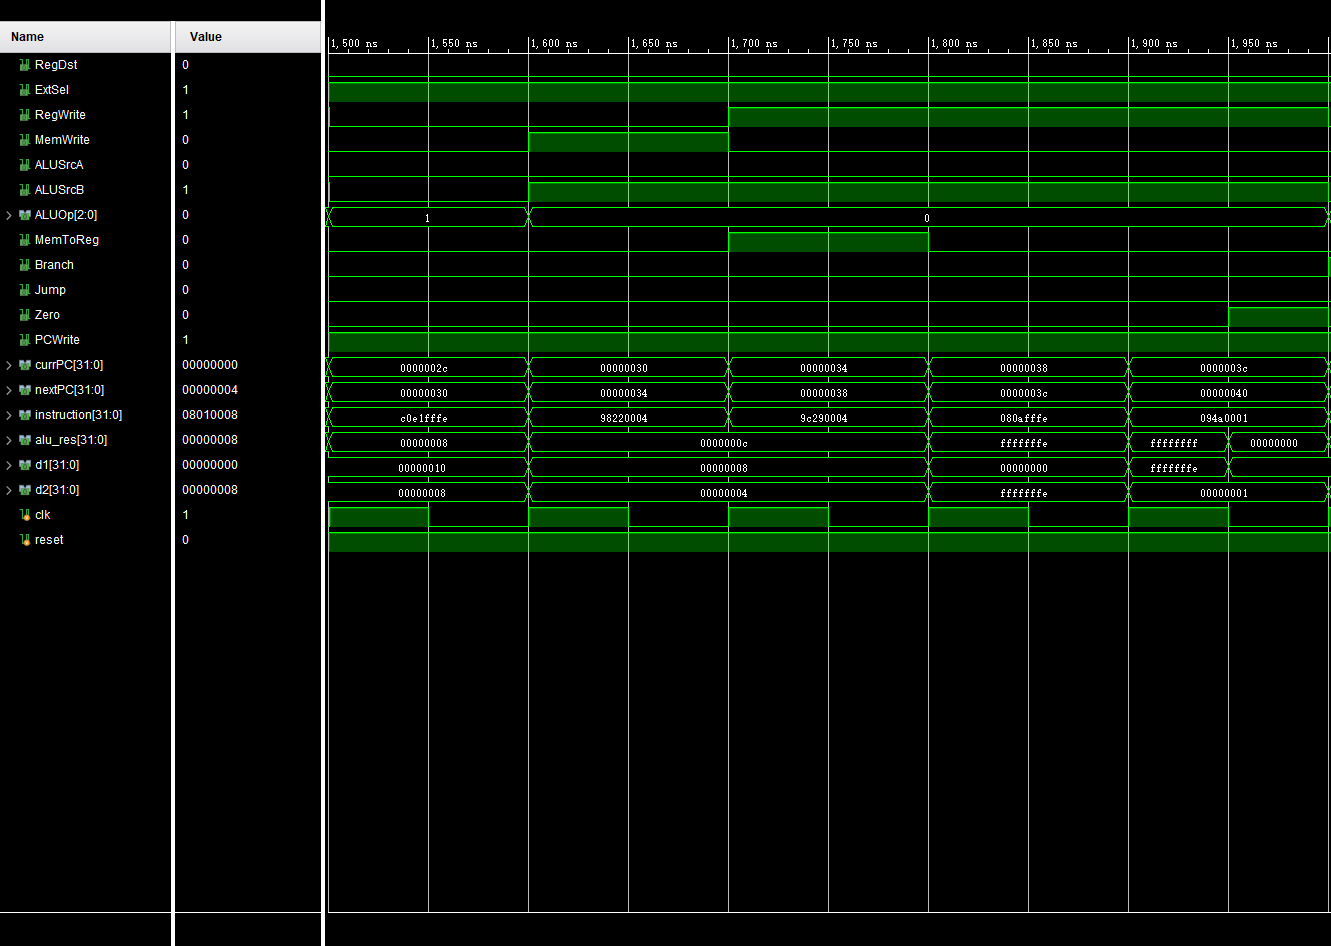 Name Value
1,500 ns 1,550 ns 1,600 ns 1,650 ns 1,700 ns 1,750 ns 1,800 ns 1,850 ns 1,900 ns 1,950 ns
RegDst 0
ExtSel 1
RegWrite 1
MemWrite 0
ALUSrcA 0
ALUSrcB 1
ALUOp[2:0] 0 1 0
MemToReg 0
Branch 0
Jump 0
Zero 0
PCWrite 1
currPC[31:0] 00000000 0000002c 00000030 00000034 00000038 0000003c
nextPC[31:0] 00000004 00000030 00000034 00000038 0000003c 00000040
instruction[31:0] 08010008 c0e1fffe 98220004 9c290004 080afffe 094a0001
alu_res[31:0] 00000008 00000008 0000000c fffffffe ffffffff 00000000
d1[31:0] 00000000 00000010 00000008 00000000 fffffffe
d2[31:0] 00000008 00000008 00000004 fffffffe 00000001
clk 1
reset 0